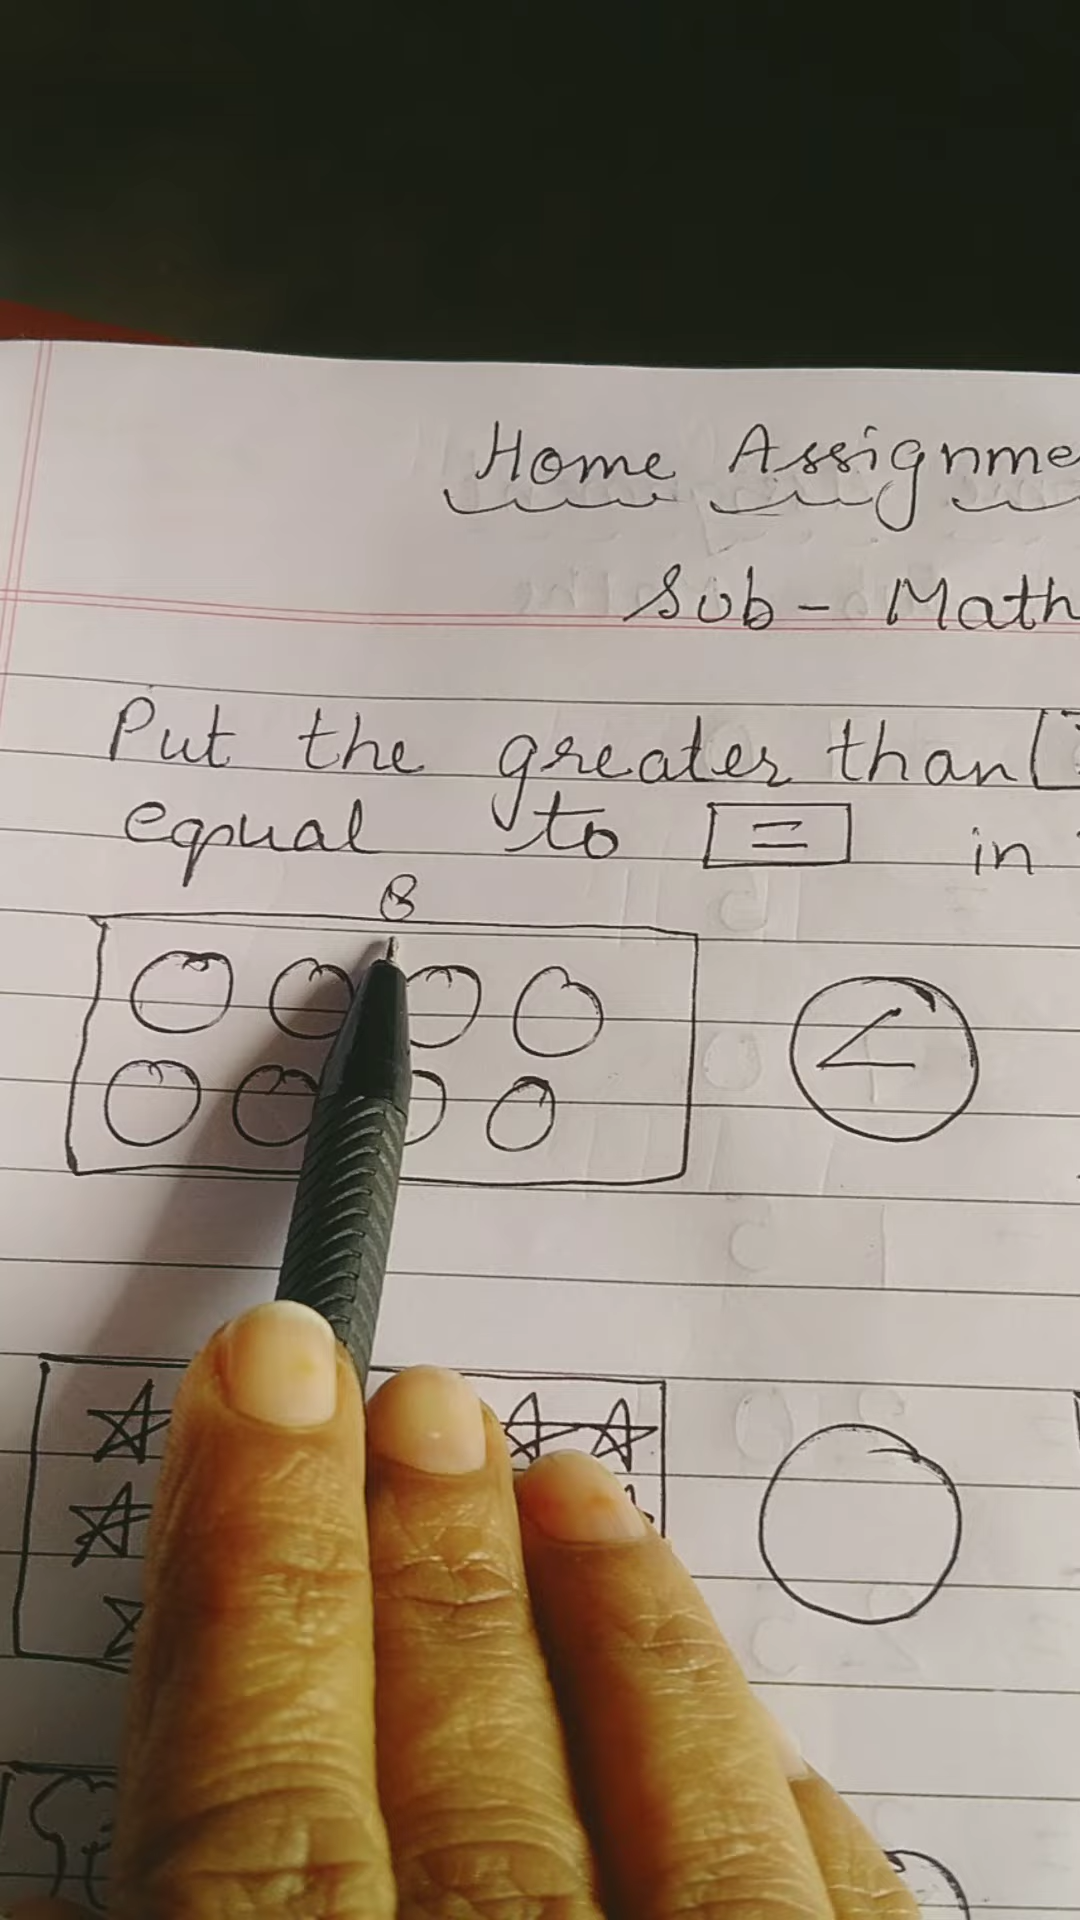 Home Assignme
Sub - Math
Put the greater than
equal to = in
8
<